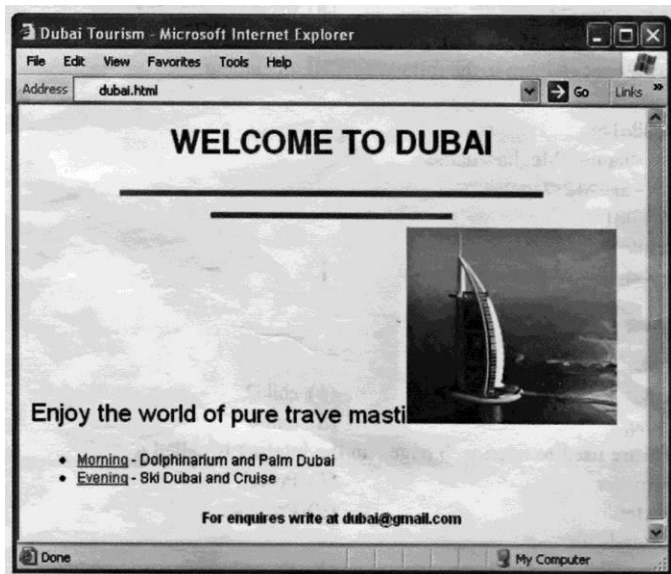 Dubai Tourism - Microsoft Internet Explorer
File Edit View Favorites Tools Help
Address dubai.html Go Links »
WELCOME TO DUBAI
Enjoy the world of pure trave masti
• Morning - Dolphinarium and Palm Dubai
• Evening - Ski Dubai and Cruise
For enquires write at dubai@gmail.com
Done My Computer